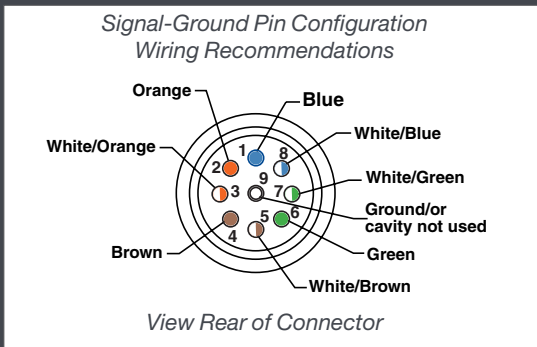 Signal-Ground Pin Configuration
Wiring Recommendations
Orange
Blue
White/Orange
White/Blue
1
8
2
9
White/Green
3
7
Ground/or
cavity not used
4
5
6
Brown
Green
White/Brown
View Rear of Connector